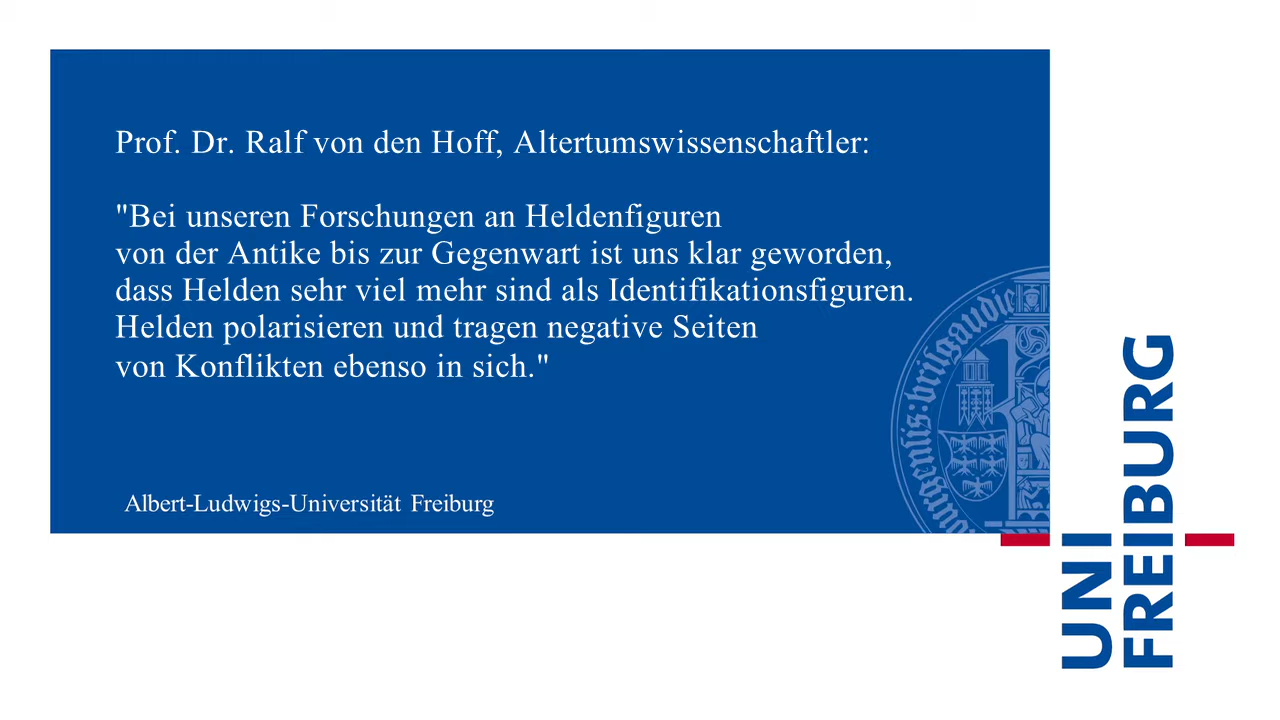 Prof. Dr. Ralf von den Hoff, Altertumswissenschaftler:
"Bei unseren Forschungen an Heldenfiguren
von der Antike bis zur Gegenwart ist uns klar geworden,
dass Helden sehr viel mehr sind als Identifikationsfiguren.
Helden polarisieren und tragen negative Seiten
von Konflikten ebenso in sich."
Albert-Ludwigs-Universität Freiburg
UNI
FREIBURG